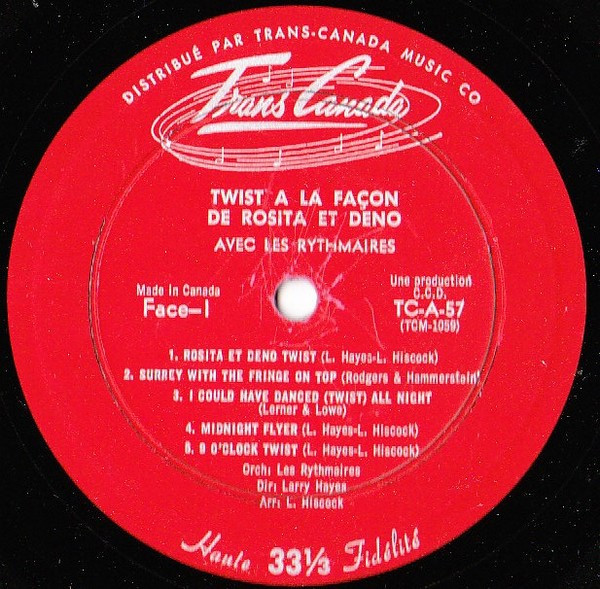 DISTRIBUÉ PAR TRANS-CANADA MUSIC CO
Trans Canada
TWIST A LA FAÇON
DE ROSITA ET DENO
AVEC LES RYTHMAIRES
Made in Canada
Face-1
Une production
C.C.D.
TC-A-57
(TCM-1059)
1. ROSITA ET DENO TWIST (L. Hayes-L. Hiscock)
2. SURREY WITH THE FRINGE ON TOP (Rodgers & Hammerstein)
3. I COULD HAVE DANCED (TWIST) ALL NIGHT
(Lerner & Lowe)
4. MIDNIGHT FLYER (L. Hayes-L. Hiscock)
5. 9 O'CLOCK TWIST (L. Hayes-L. Hiscock)
Orch: Les Rythmaires
Dir: Larry Hayes
Arr: L. Hiscock
Haute 33⅓ Fidélité